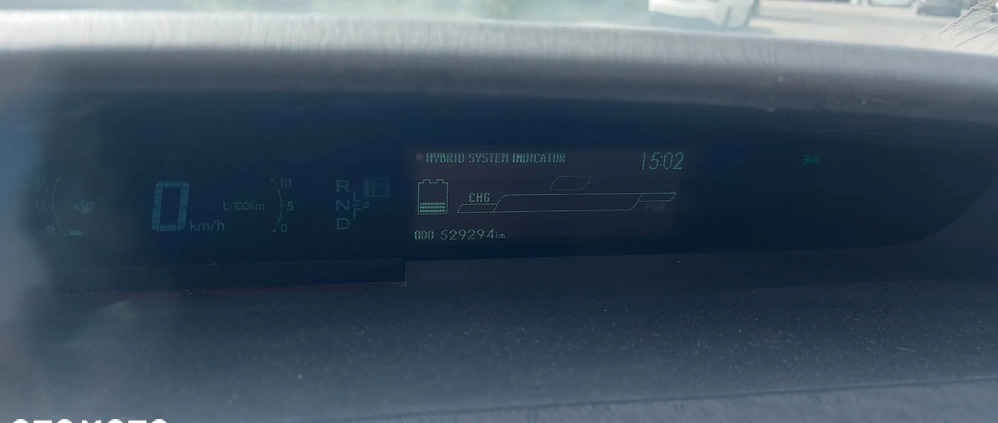 HYBRID SYSTEM INDICATOR 15:02
CHG
PWR
ODO 529294km
0 km/h
L/100km
10
5
0
R
N
D
P
R